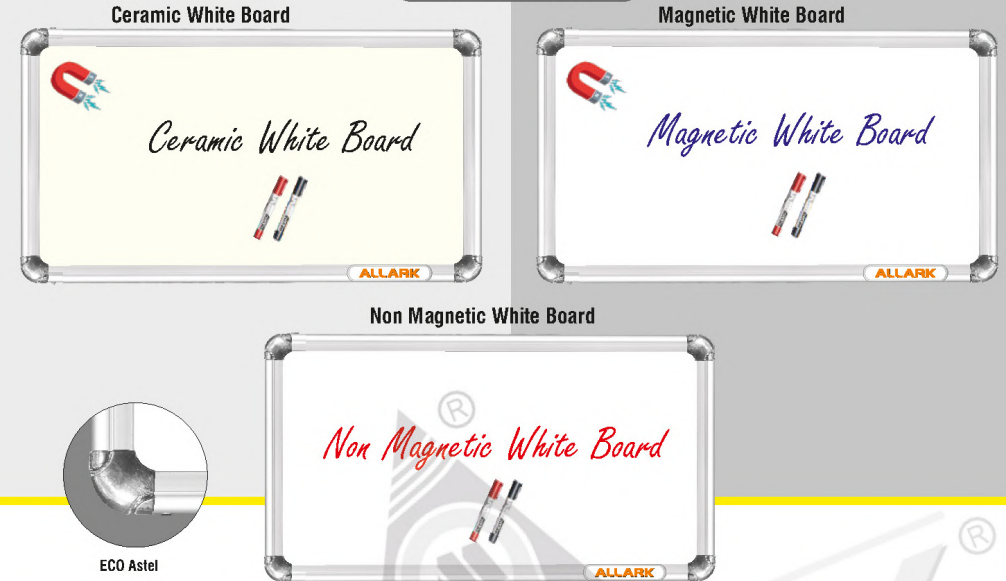 Ceramic White Board
Magnetic White Board
Ceramic White Board
Magnetic White Board
ALLARK
ALLARK
Non Magnetic White Board
®
Non Magnetic White Board
®
ECO Astel
ALLARK